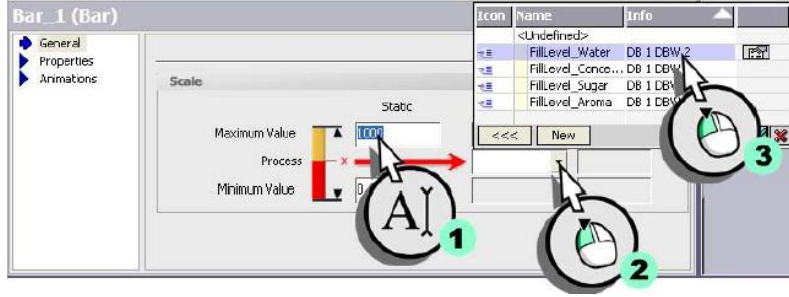 Bar_1 (Bar)
General
Properties
Animations
Scale
Static
Maximum Value
1000
Process
x
Minimum Value
0
Icon Name Info
<Undefined>
FillLevel_Water DB 1 DBW 2
FillLevel_Conce... DB 1 DBW
FillLevel_Sugar DB 1 DBW
FillLevel_Aroma DB 1 DBW
<<< New
A
1
2
3